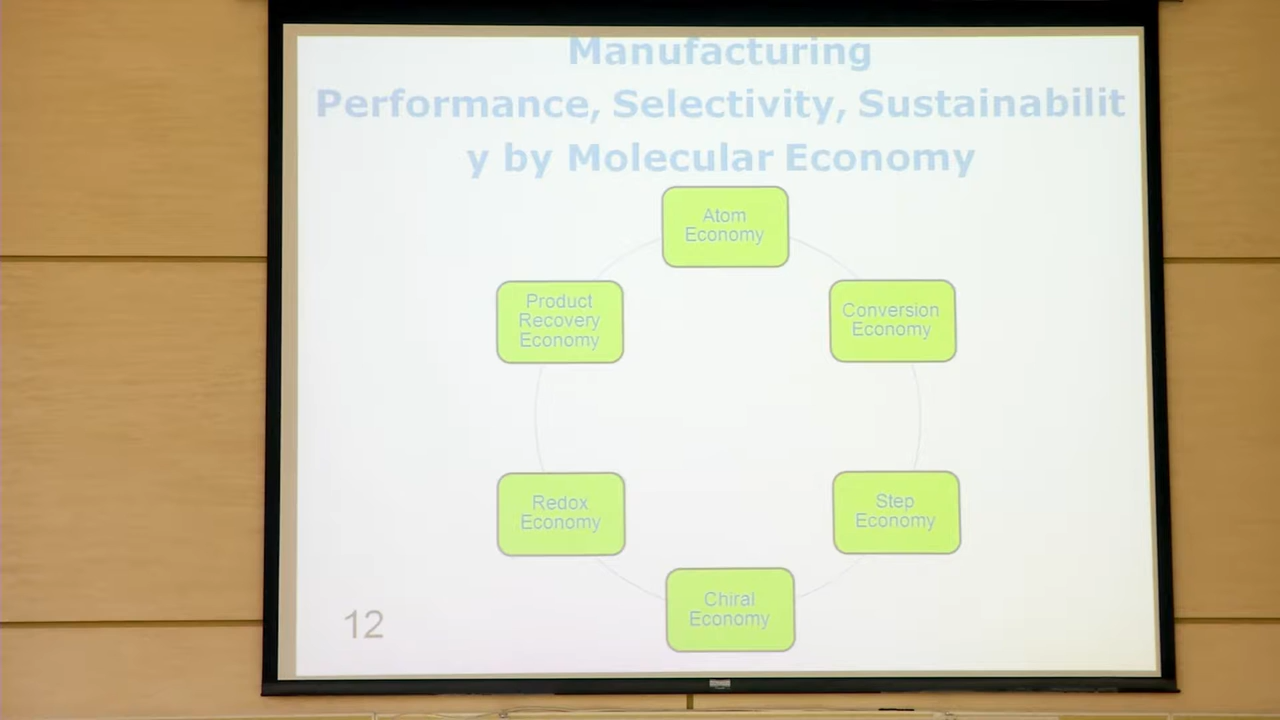 Manufacturing
Performance, Selectivity, Sustainabilit
y by Molecular Economy
Atom
Economy
Product
Recovery
Economy
Conversion
Economy
Redox
Economy
Step
Economy
Chiral
Economy
12